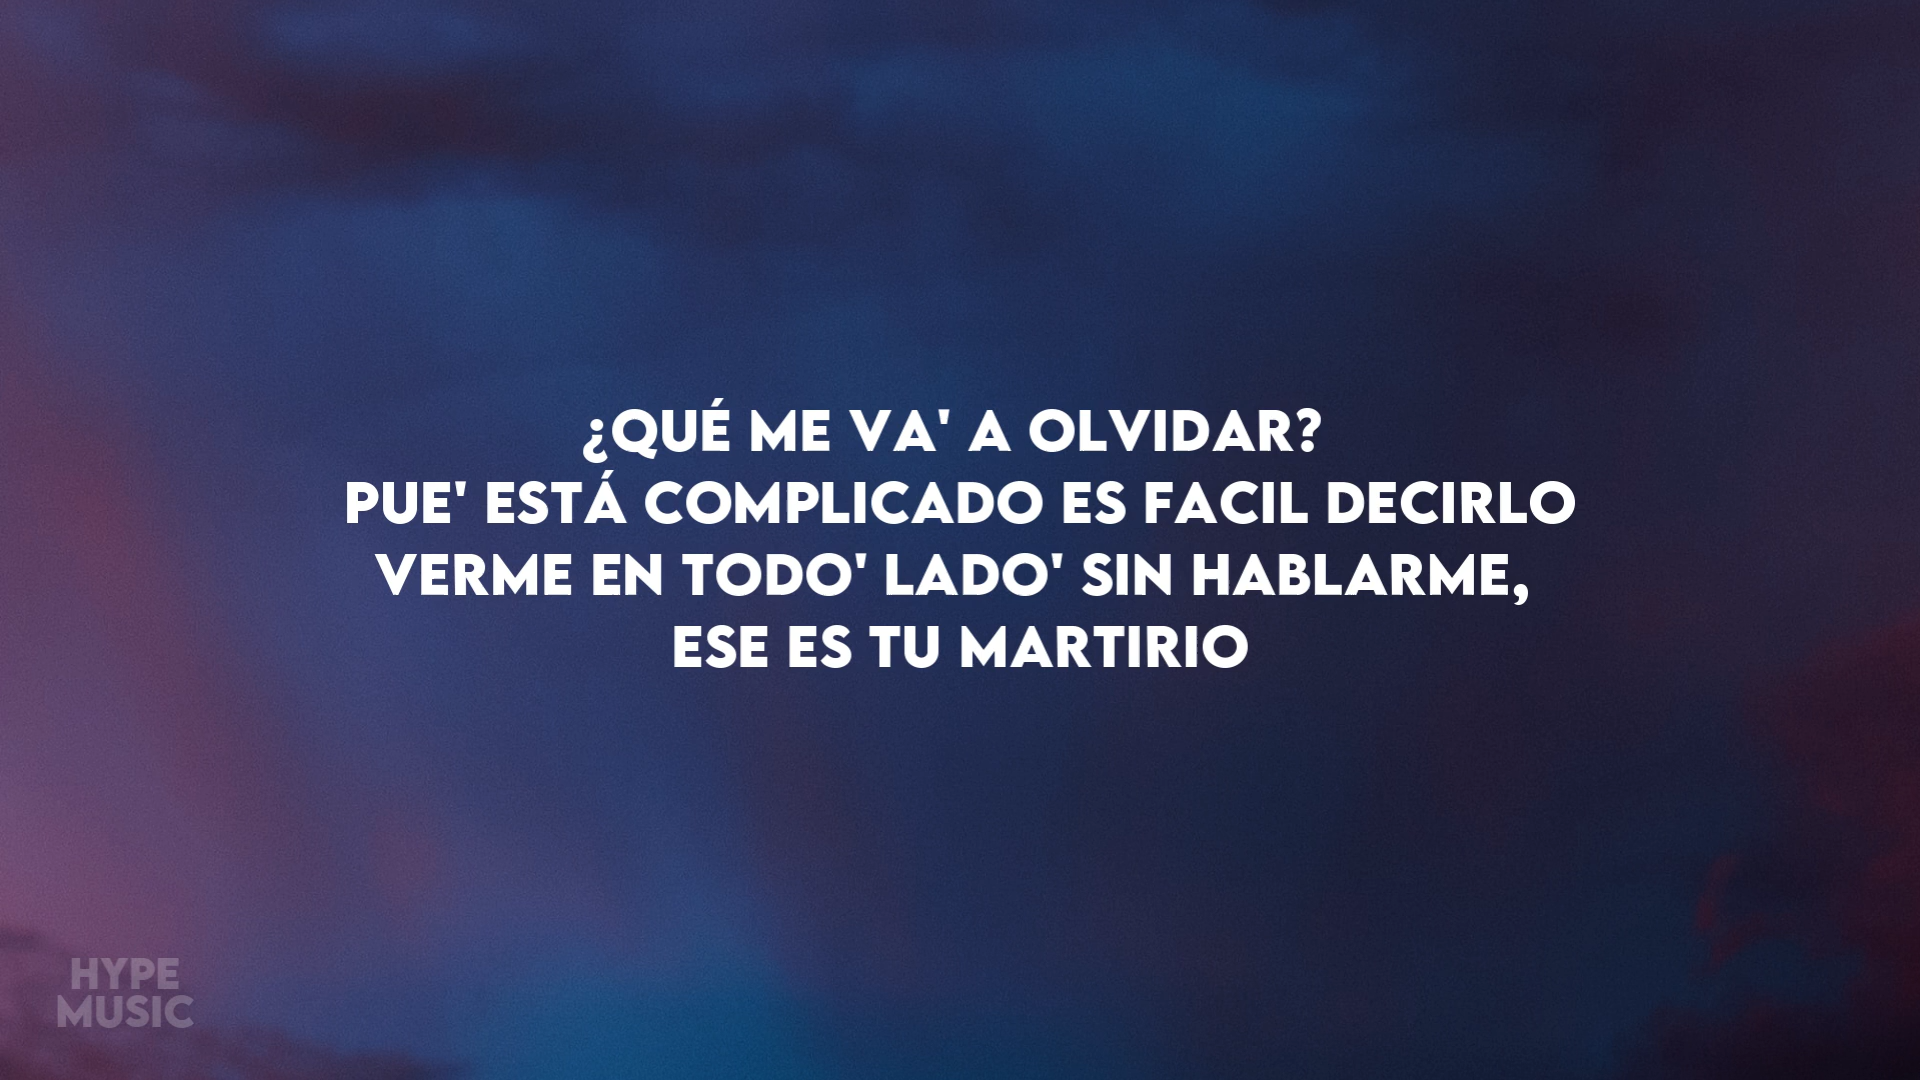 ¿QUÉ ME VA' A OLVIDAR?
PUE' ESTÁ COMPLICADO ES FACIL DECIRLO
VERME EN TODO' LADO' SIN HABLARME,
ESE ES TU MARTIRIO
HYPE
MUSIC